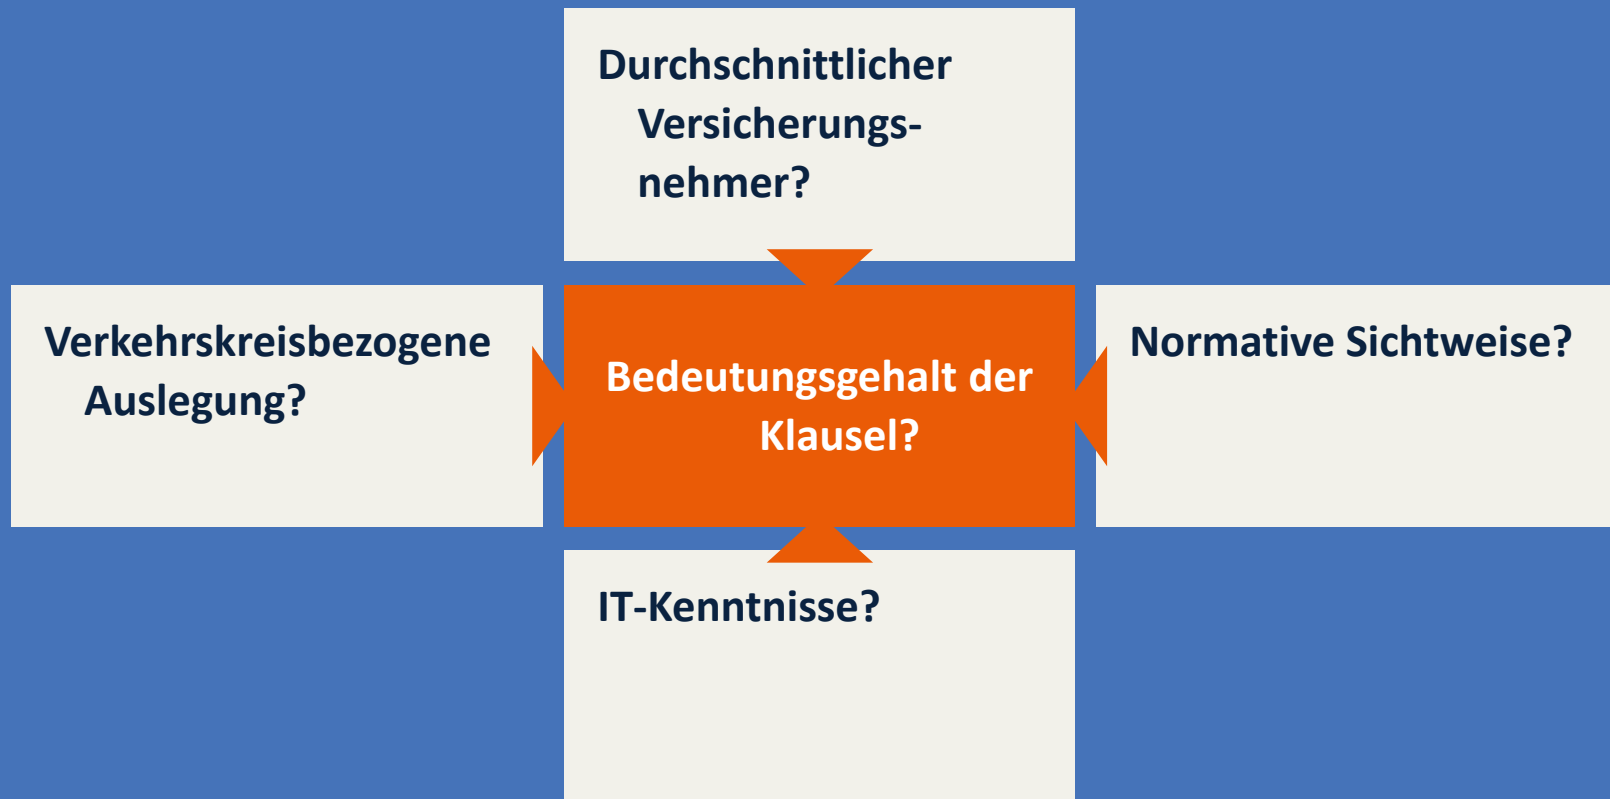 Durchschnittlicher
Versicherungs-
nehmer?
Verkehrskreisbezogene
Auslegung?
Bedeutungsgehalt der
Klausel?
Normative Sichtweise?
IT-Kenntnisse?